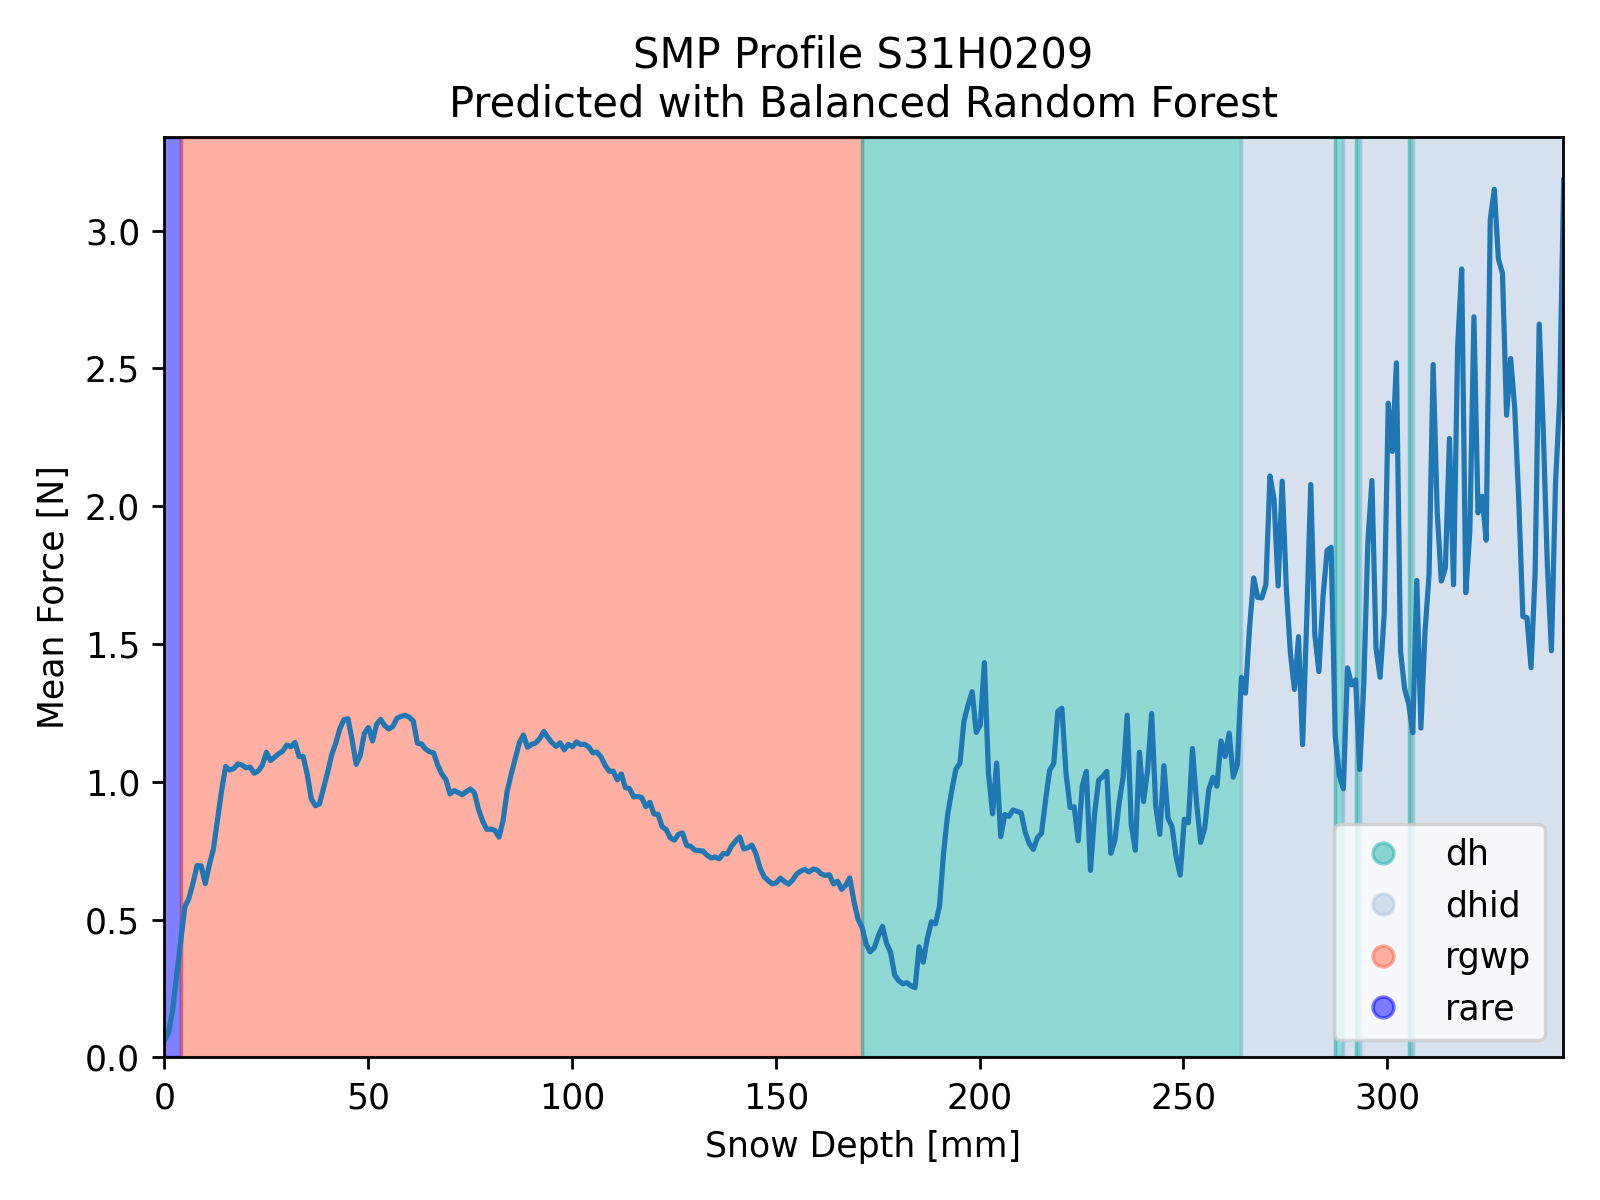 SMP Profile S31H0209
Predicted with Balanced Random Forest
Mean Force [N]
3.0
2.5
2.0
1.5
1.0
0.5
0.0
0
50
100
150
200
250
300
Snow Depth [mm]
dh
dhid
rgwp
rare